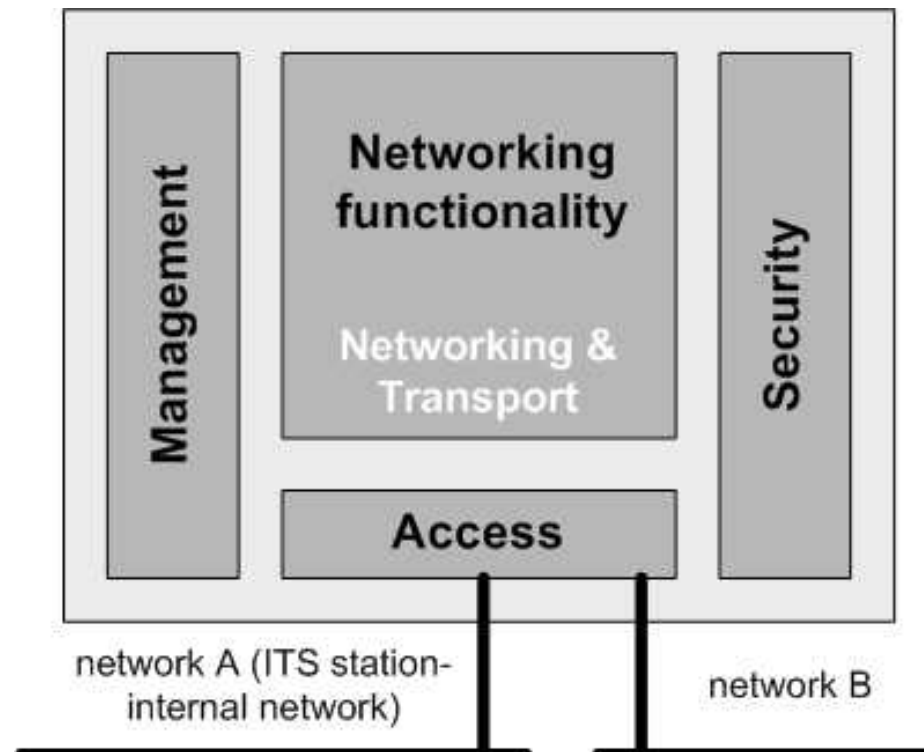 Management
Networking
functionality
Networking &
Transport
Security
Access
network A (ITS station-
internal network)
network B